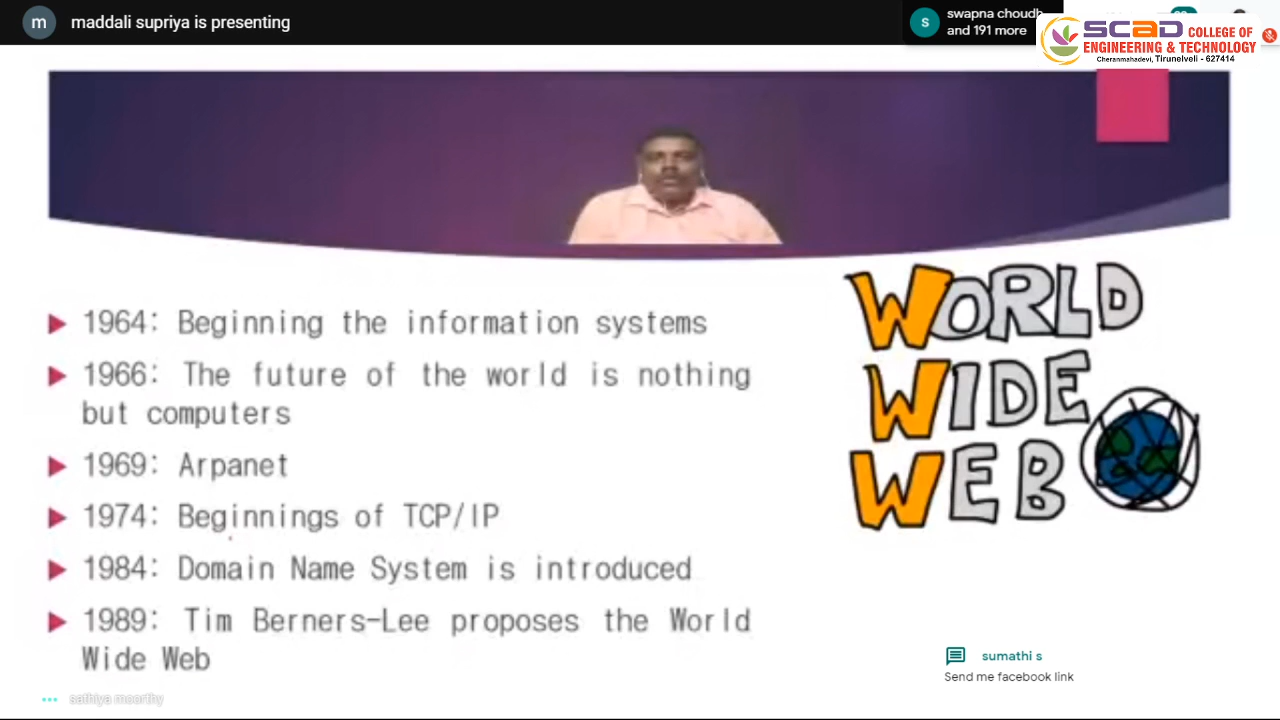 m maddali supriya is presenting
s swapna choudh
and 191 more
SCAD COLLEGE OF
ENGINEERING & TECHNOLOGY
Cheranmahadevi, Tirunelveli - 627414
1964: Beginning the information systems
1966: The future of the world is nothing
but computers
1969: Arpanet
1974: Beginnings of TCP/IP
1984: Domain Name System is introduced
1989: Tim Berners-Lee proposes the World
Wide Web
WORLD
WIDE
WEB
sumathi s
Send me facebook link
sathiya moorthy